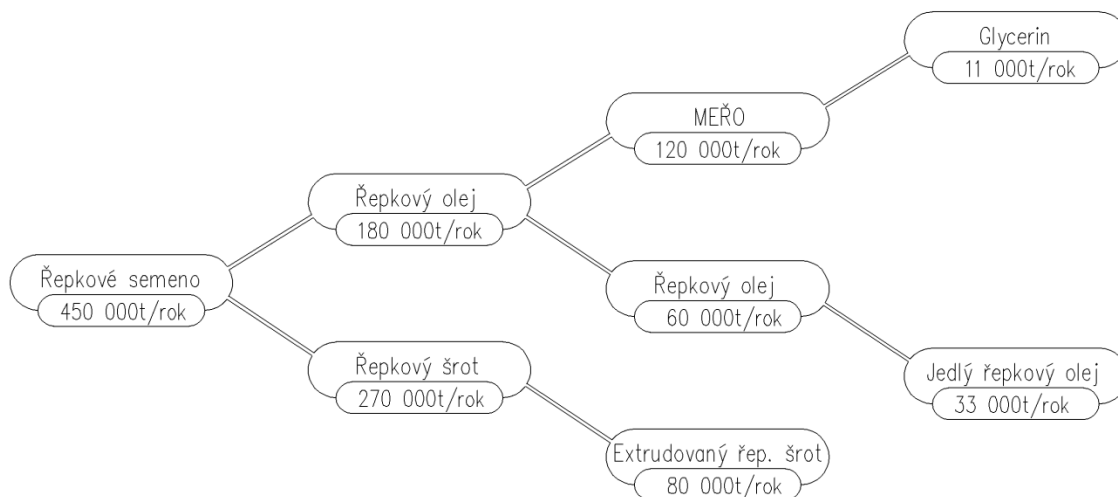 Glycerin
11 000t/rok
MEŘO
120 000t/rok
Řepkový olej
180 000t/rok
Řepkové semeno
450 000t/rok
Řepkový olej
60 000t/rok
Řepkový šrot
270 000t/rok
Jedlý řepkový olej
33 000t/rok
Extrudovaný řep. šrot
80 000t/rok